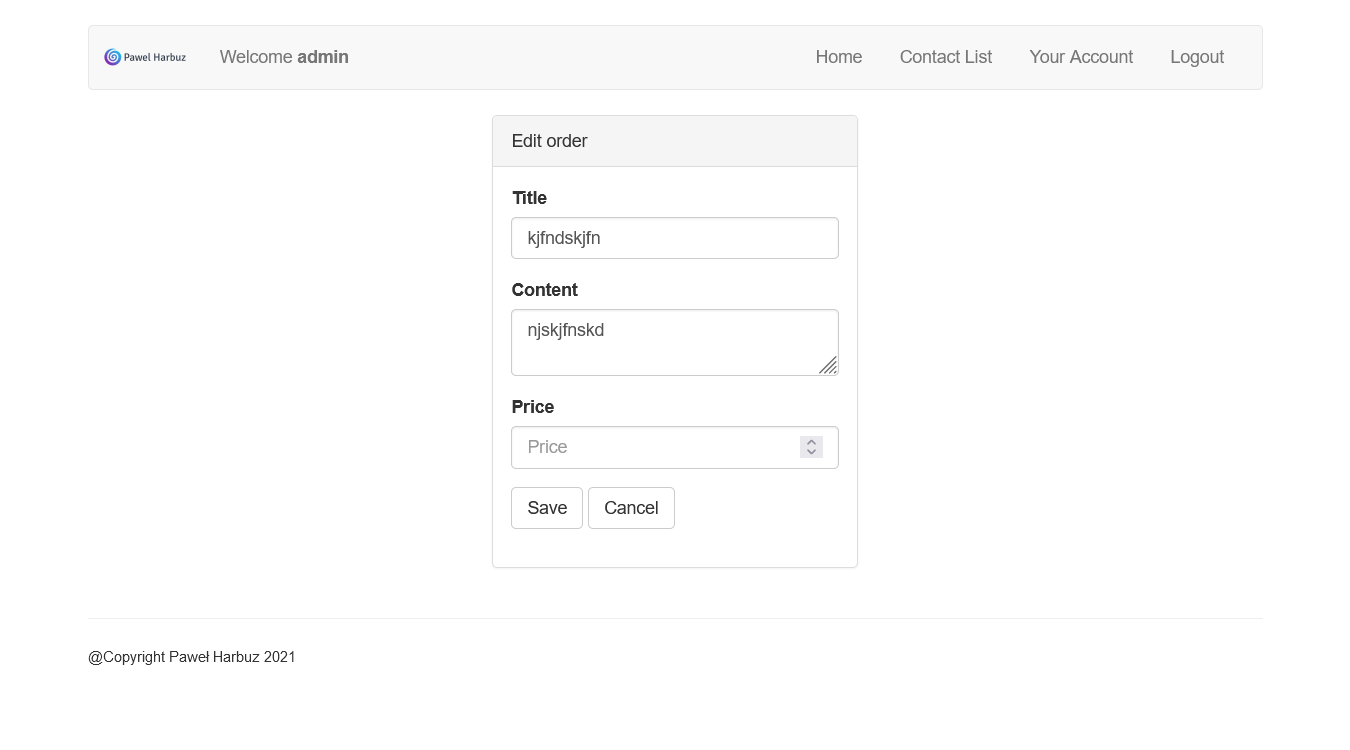 Pawel Harbuz Welcome admin Home Contact List Your Account Logout
Edit order
Title
kjfndskjfn
Content
njskjfnskd
Price
Price
Save Cancel
@Copyright Paweł Harbuz 2021